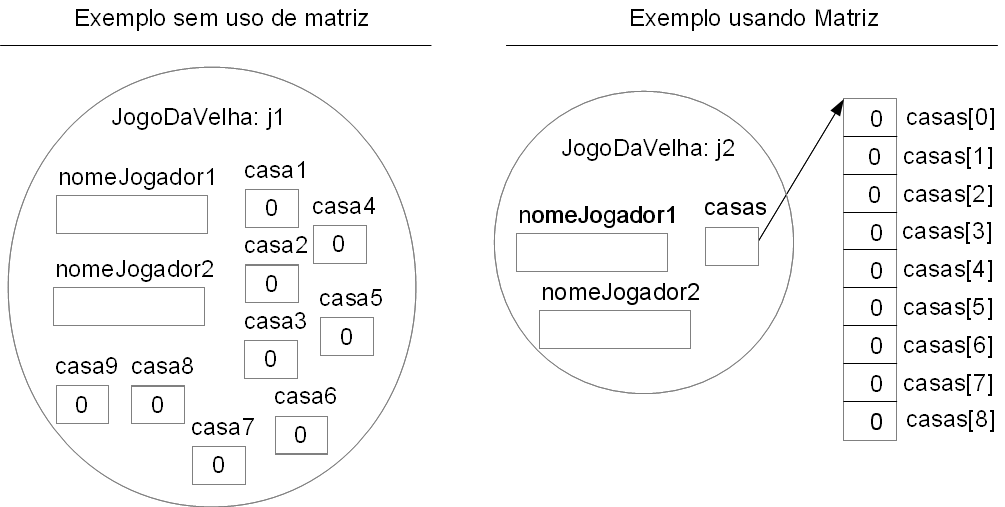 Exemplo sem uso de matriz
JogoDaVelha: j1
nomeJogador1
nomeJogador2
casa1
0
casa4
0
casa2
0
casa5
0
casa3
0
casa9
0
casa8
0
casa6
0
casa7
0
Exemplo usando Matriz
JogoDaVelha: j2
nomeJogador1
casas
nomeJogador2
0 casas[0]
0 casas[1]
0 casas[2]
0 casas[3]
0 casas[4]
0 casas[5]
0 casas[6]
0 casas[7]
0 casas[8]